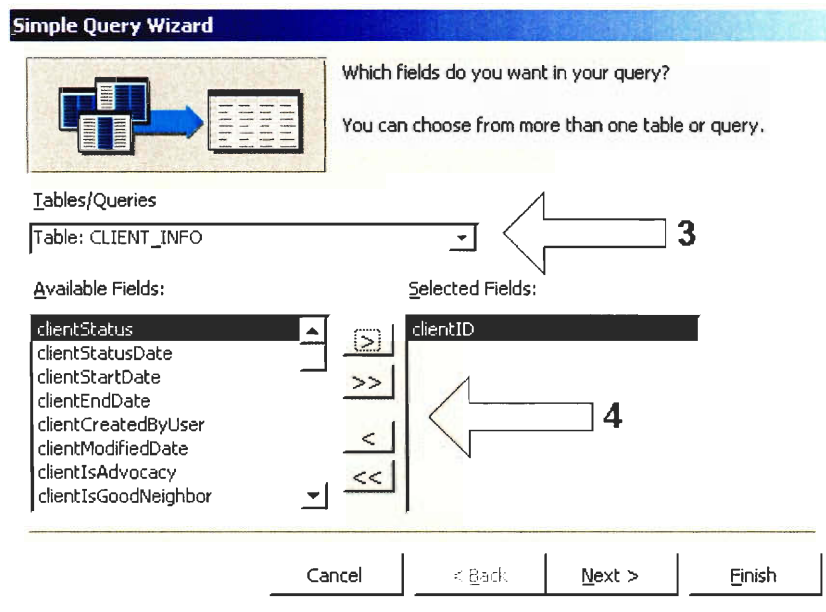 Simple Query Wizard
Which fields do you want in your query?
You can choose from more than one table or query.
Tables/Queries
Table: CLIENT_INFO
3
Available Fields:
Selected Fields:
clientStatus
clientStatusDate
clientStartDate
clientEndDate
clientCreatedByUser
clientModifiedDate
clientIsAdvocacy
clientIsGoodNeighbor
>
>>
<
<<
clientID
4
Cancel
< Back
Next >
Finish